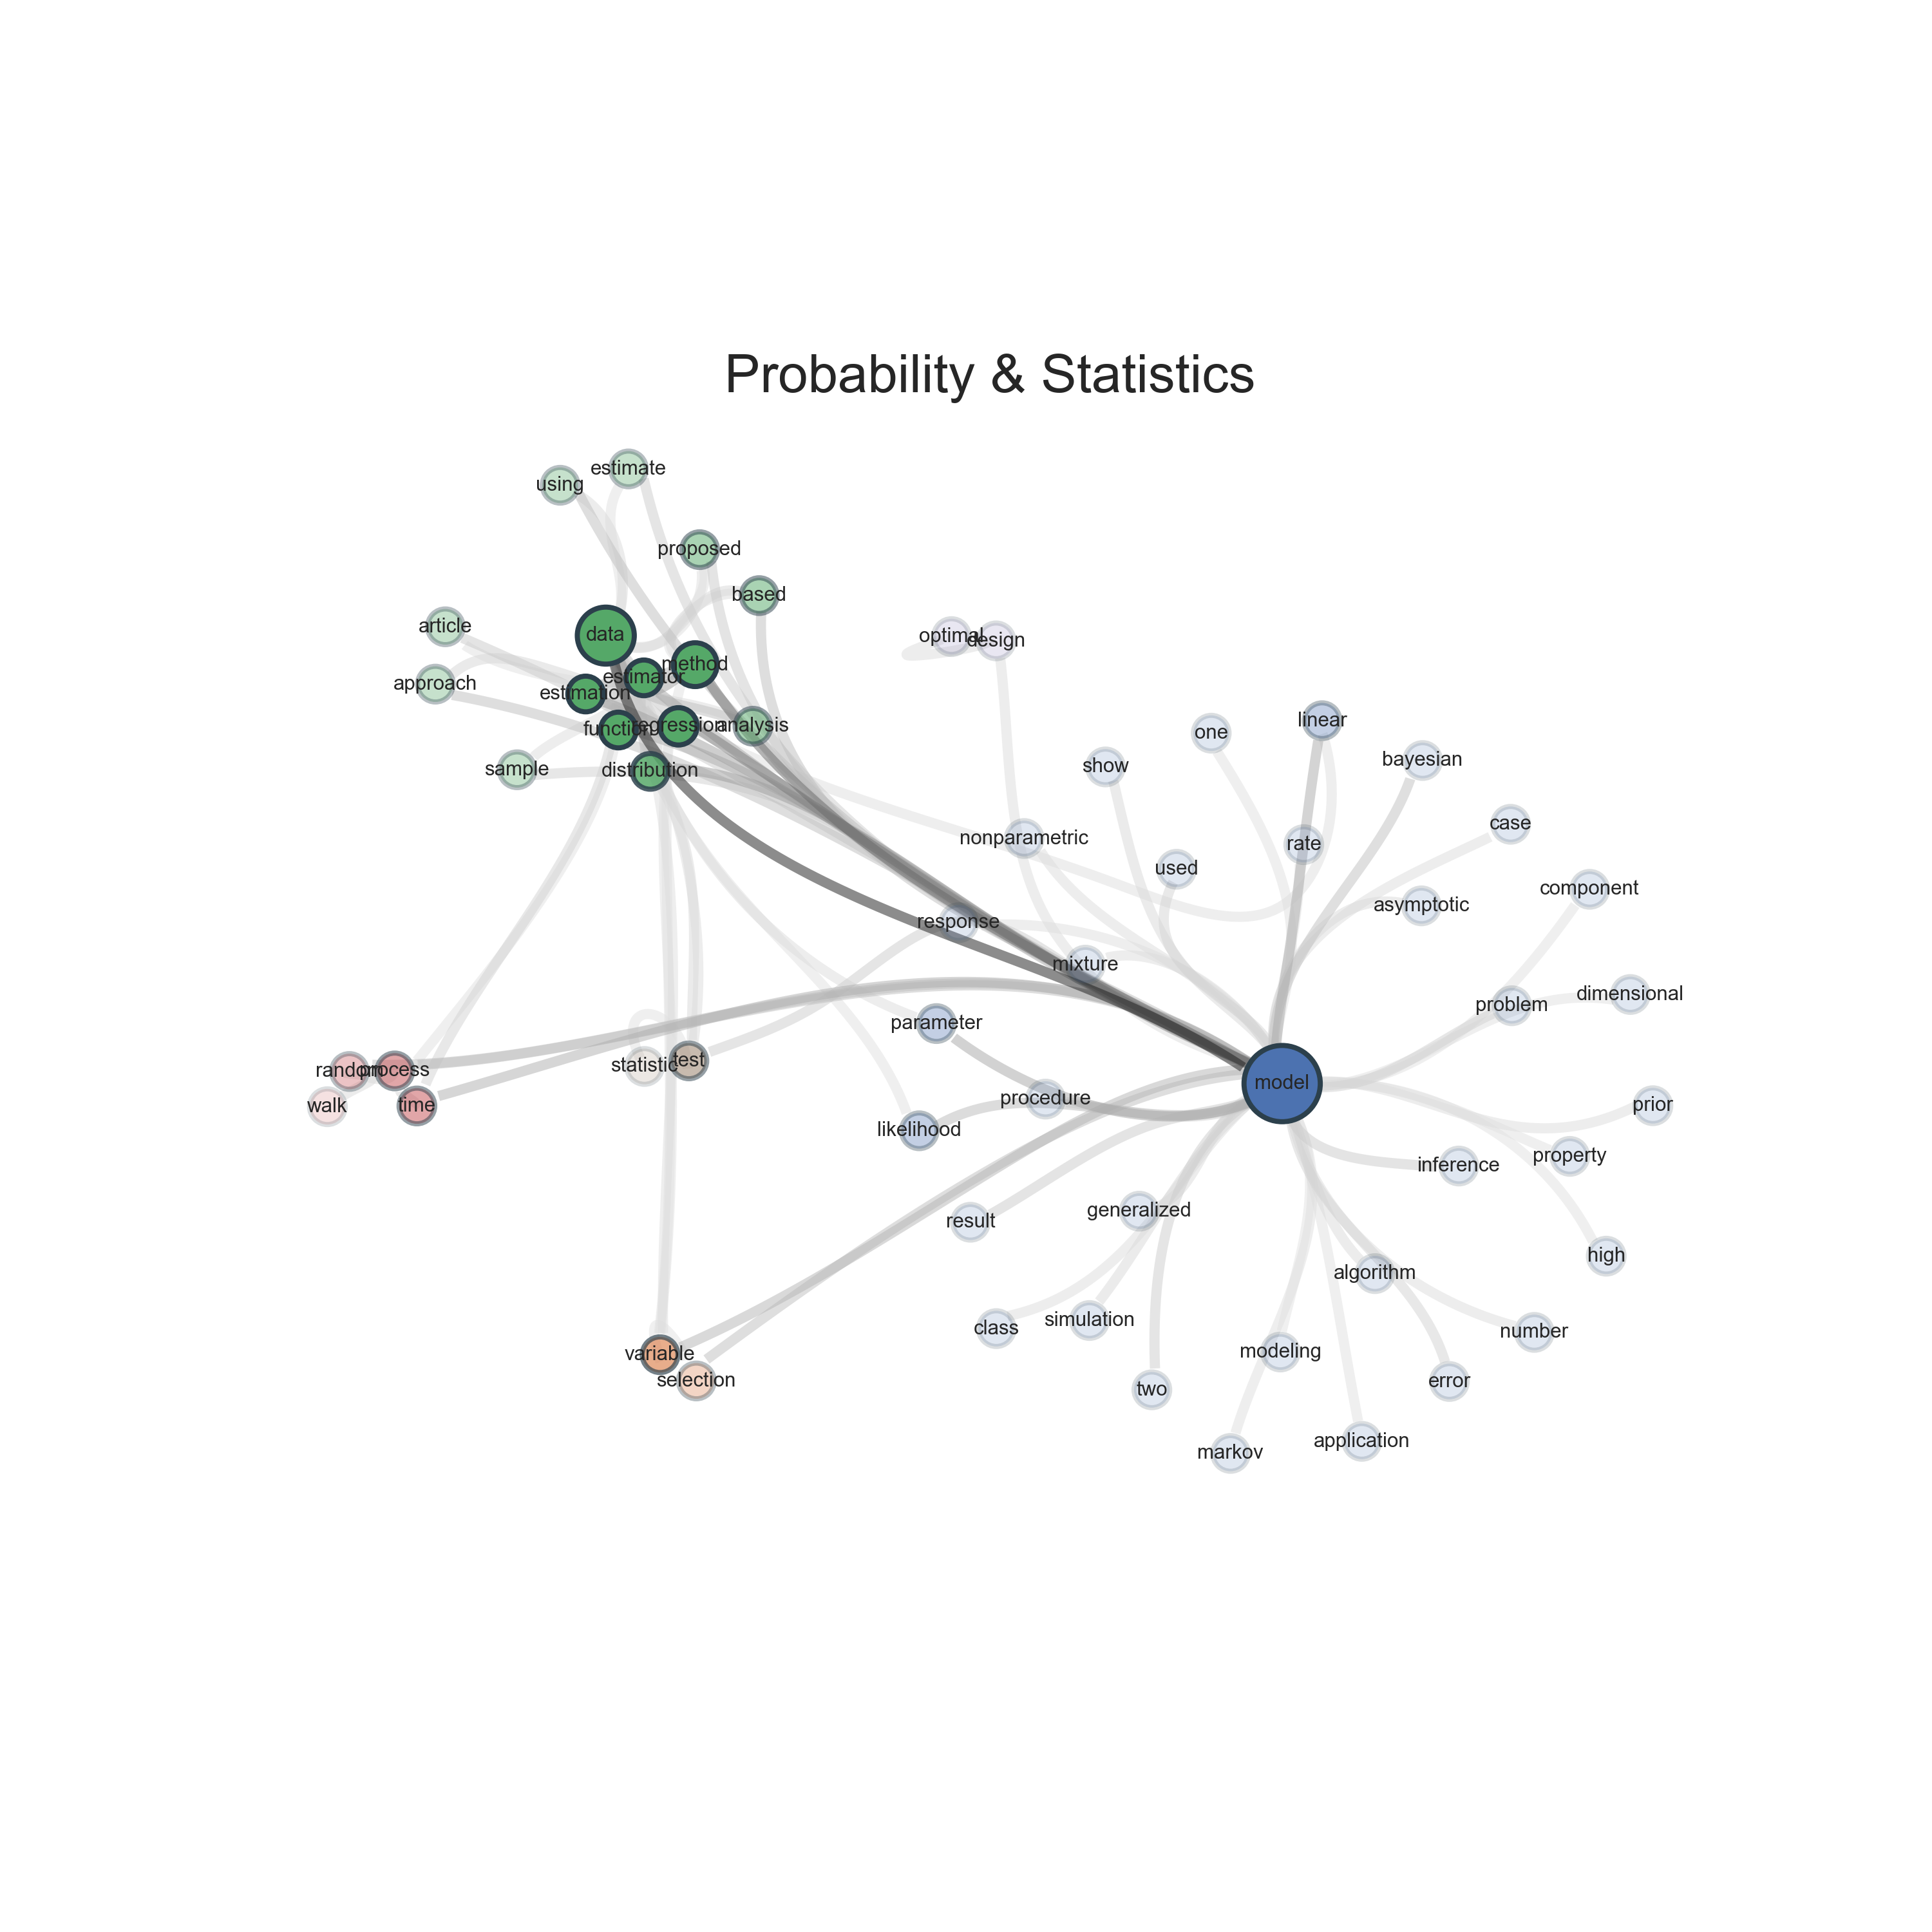 Probability & Statistics
estimate
using
proposed
based
article
data
optimal
design
method
estimator
approach
estimation
linear
function
regression
analysis
one
bayesian
show
sample
distribution
case
nonparametric
rate
used
component
asymptotic
response
mixture
dimensional
problem
parameter
test
statistic
random
process
model
procedure
walk
time
prior
likelihood
property
inference
generalized
result
high
algorithm
simulation
class
number
modeling
variable
selection
error
two
application
markov